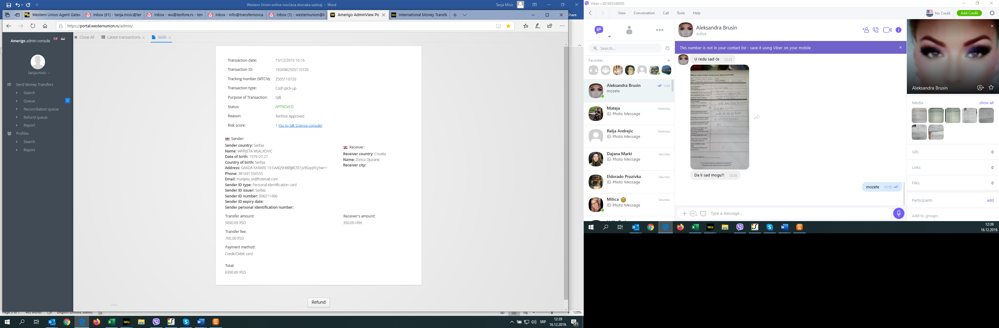 Western Union online novčana doznaka sadrzaj - Word
Tanja Misic
Western Union Agent Gatew
Inbox (61) - tanja.misic@ter
Inbox - wu@tenfore.rs - ten
Inbox - info@transfernovca.
Inbox (1) - westernunion@t
Amerigo AdminView Po
International Money Transfe
Share
https://portal.westernunion.rs/admin/
Amerigo admin console
tanja.misic
Send Money Transfers
Search
Queue 0
Reconciliation queue
Refund queue
Report
Profiles
Search
Report
Close All
Latest transactions
3686
Transaction date: 15/12/2019 16:16
Transaction ID: 1934982505110720
Tracking number (MTCN): 2505110720
Transaction type: Cash pick-up
Purpose of Transaction: Gift
Status: APPROVED
Reason: Tenfore Approved
Risk score: 1 (Go to Sift Science console)
Sender:
Sender country: Serbia
Name: MARIJETA MIJALKOVIC
Date of birth: 1979-07-21
Country of birth: Serbia
Address: GRADA KARARE 19 EAAQ9HI8Bj8Cf31Jv9GqqYEy5w==
Phone: 381691334555
Email: marijeta_m@hotmail.com
Sender ID type: Personal identification card
Sender ID issuer: Serbia
Sender ID number: 006211466
Sender ID expiry date:
Sender personal identification number:
Receiver:
Receiver country: Croatia
Name: Zorica Djuranic
Receiver city:
Transfer amount:
5690.69 RSD
Receiver's amount:
350.00 HRK
Transfer fee:
700.00 RSD
Payment method:
Credit/Debit card
Total:
6390.69 RSD
Refund
v1.54.1
Page 5 of 7
463 words
English (United States)
120%
SRP
12:39
16.12.2019.
21
Viber +381693348000
View
Conversation
Call
Tools
Help
No Credit
Add Credit
Search...
Favorites
Aleksandra Brusin 12:35
mozete
Mateja Yesterday
Photo Message
Relja Andrejic Yesterday
Photo Message
Dajana Marki Saturday
Photo Message
Eldorado Prozivka Saturday
Photo Message
Milica Saturday
Photo Message
Aleksandra Brusin
Active
This number is not in your contact list - save it using Viber on your mobile
U redu sad će 12:33
12:35
Da li sad mogu?! 12:35
mozete 12:35
GIF
Type a message...
Aleksandra Brusin
Media
show all
Gifs 0
Links 0
Files 0
Participants
add
Add to groups
12:39
16.12.2019.